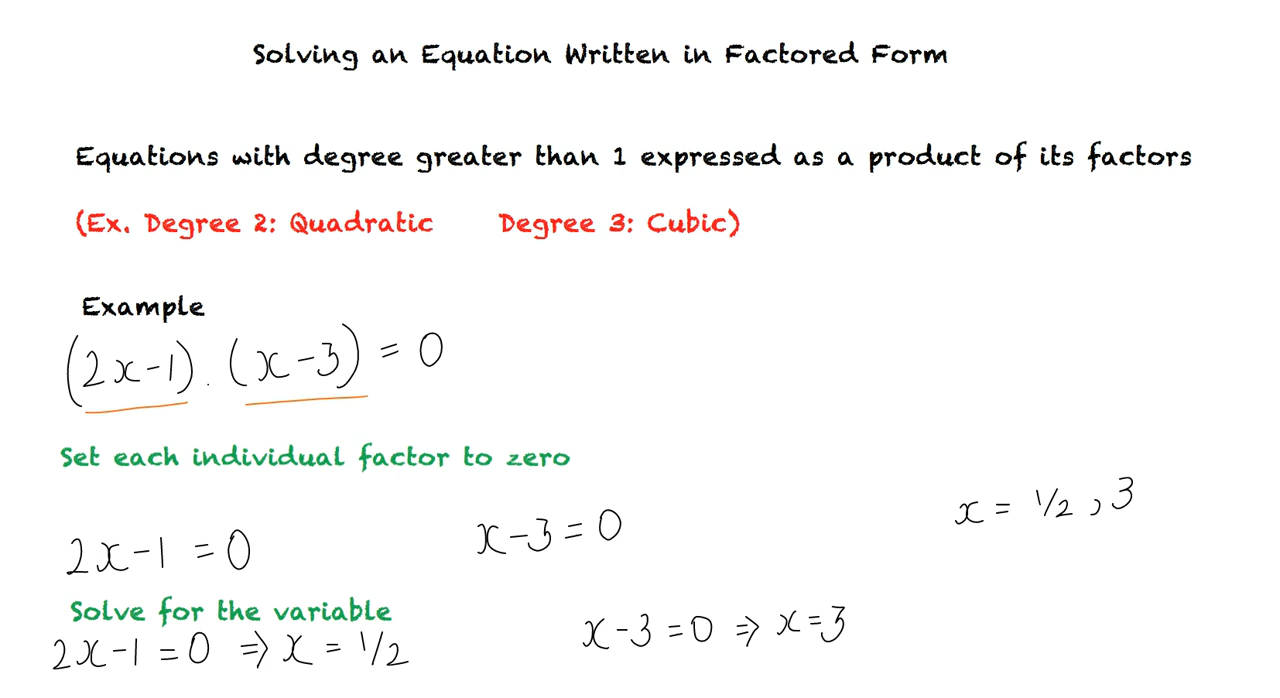 Solving an Equation Written in Factored Form
Equations with degree greater than 1 expressed as a product of its factors
(Ex. Degree 2: Quadratic Degree 3: Cubic)
Example
(2x-1) . (x-3) = 0
Set each individual factor to zero
2x-1 = 0
x-3 = 0
x = 1/2 , 3
Solve for the variable
2x-1 = 0 ⇒ x = 1/2
x-3 = 0 ⇒ x = 3